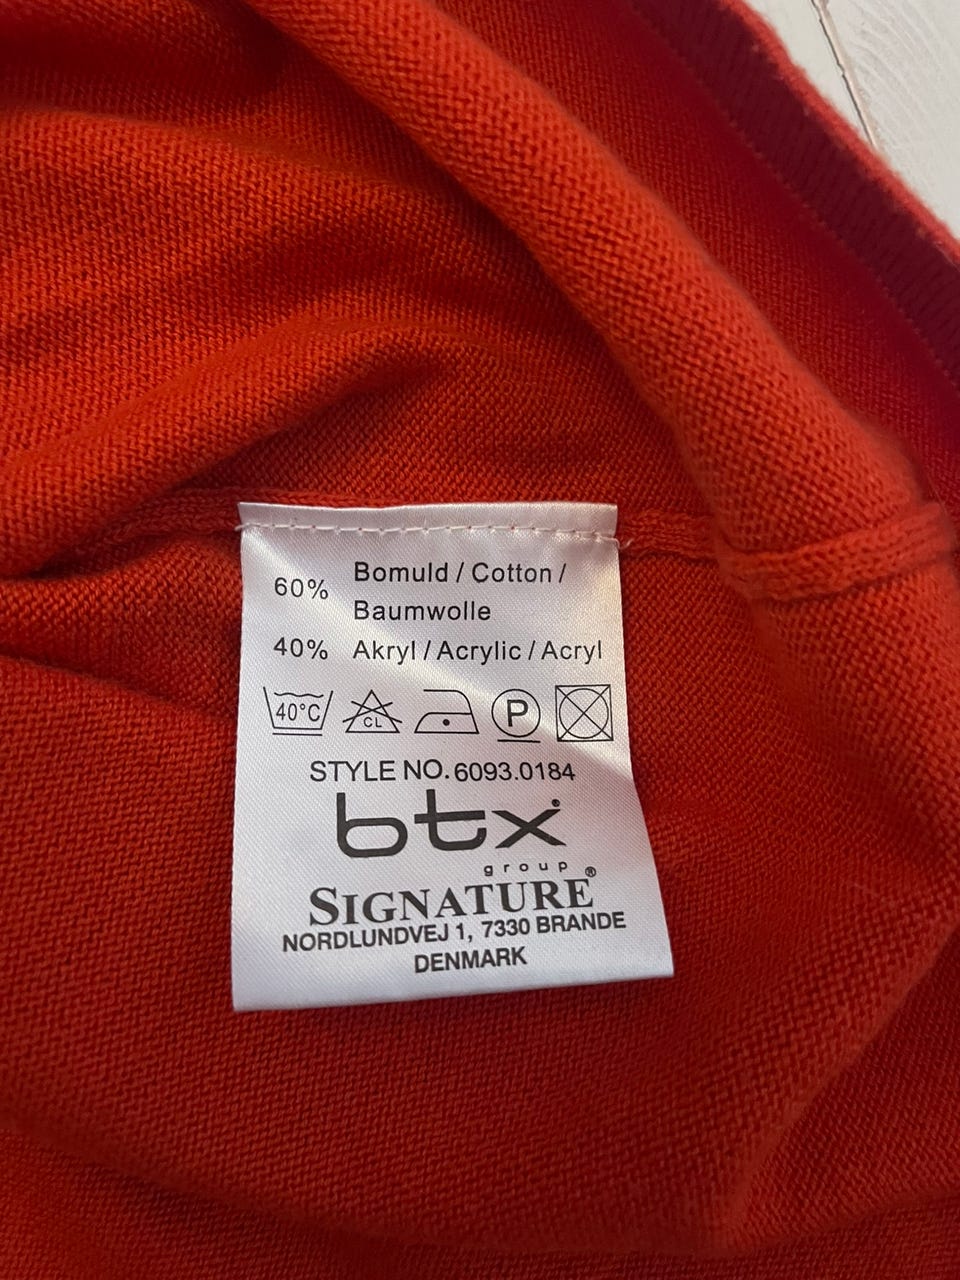 60% Bomuld / Cotton /
Baumwolle
40% Akryl / Acrylic / Acryl
40°C CL P
STYLE NO. 6093.0184
btx®
group
SIGNATURE®
NORDLUNDVEJ 1, 7330 BRANDE
DENMARK